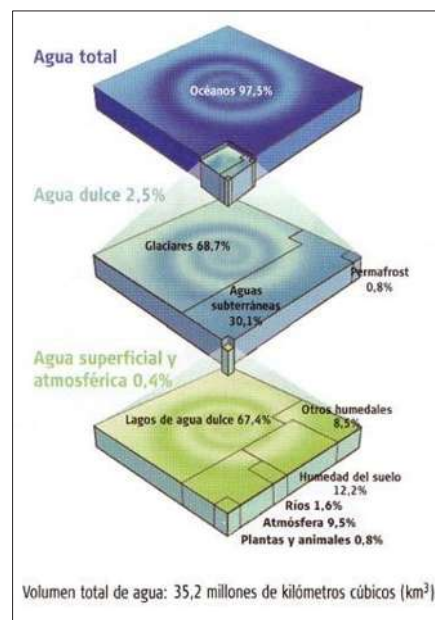 Agua total
Océanos 97,5%
Agua dulce 2,5%
Glaciares 68,7%
Permafrost
0,8%
Aguas
subterráneas
30,1%
Agua superficial y
atmosférica 0,4%
Lagos de agua dulce 67,4%
Otros humedales
8,5%
Humedad del suelo
12,2%
Ríos 1,6%
Atmósfera 9,5%
Plantas y animales 0,8%
Volumen total de agua: 35,2 millones de kilómetros cúbicos (km³)